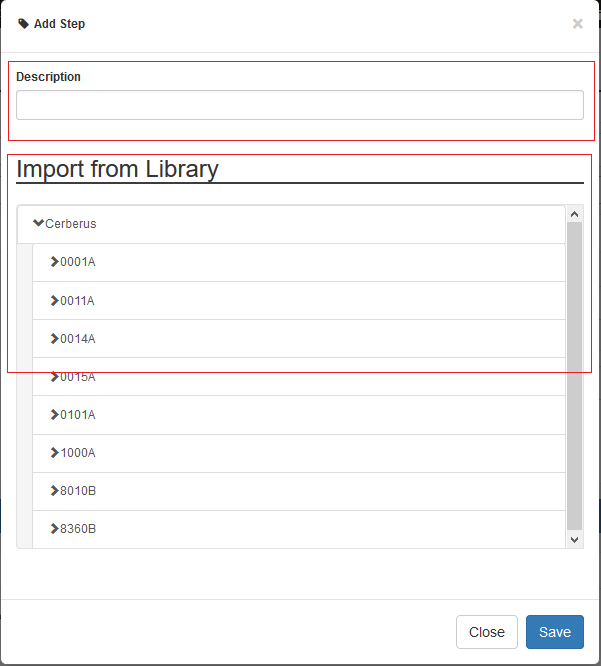 Add Step
×
Description
Import from Library
Cerberus
0001A
0011A
0014A
0015A
0101A
1000A
8010B
8360B
Close Save